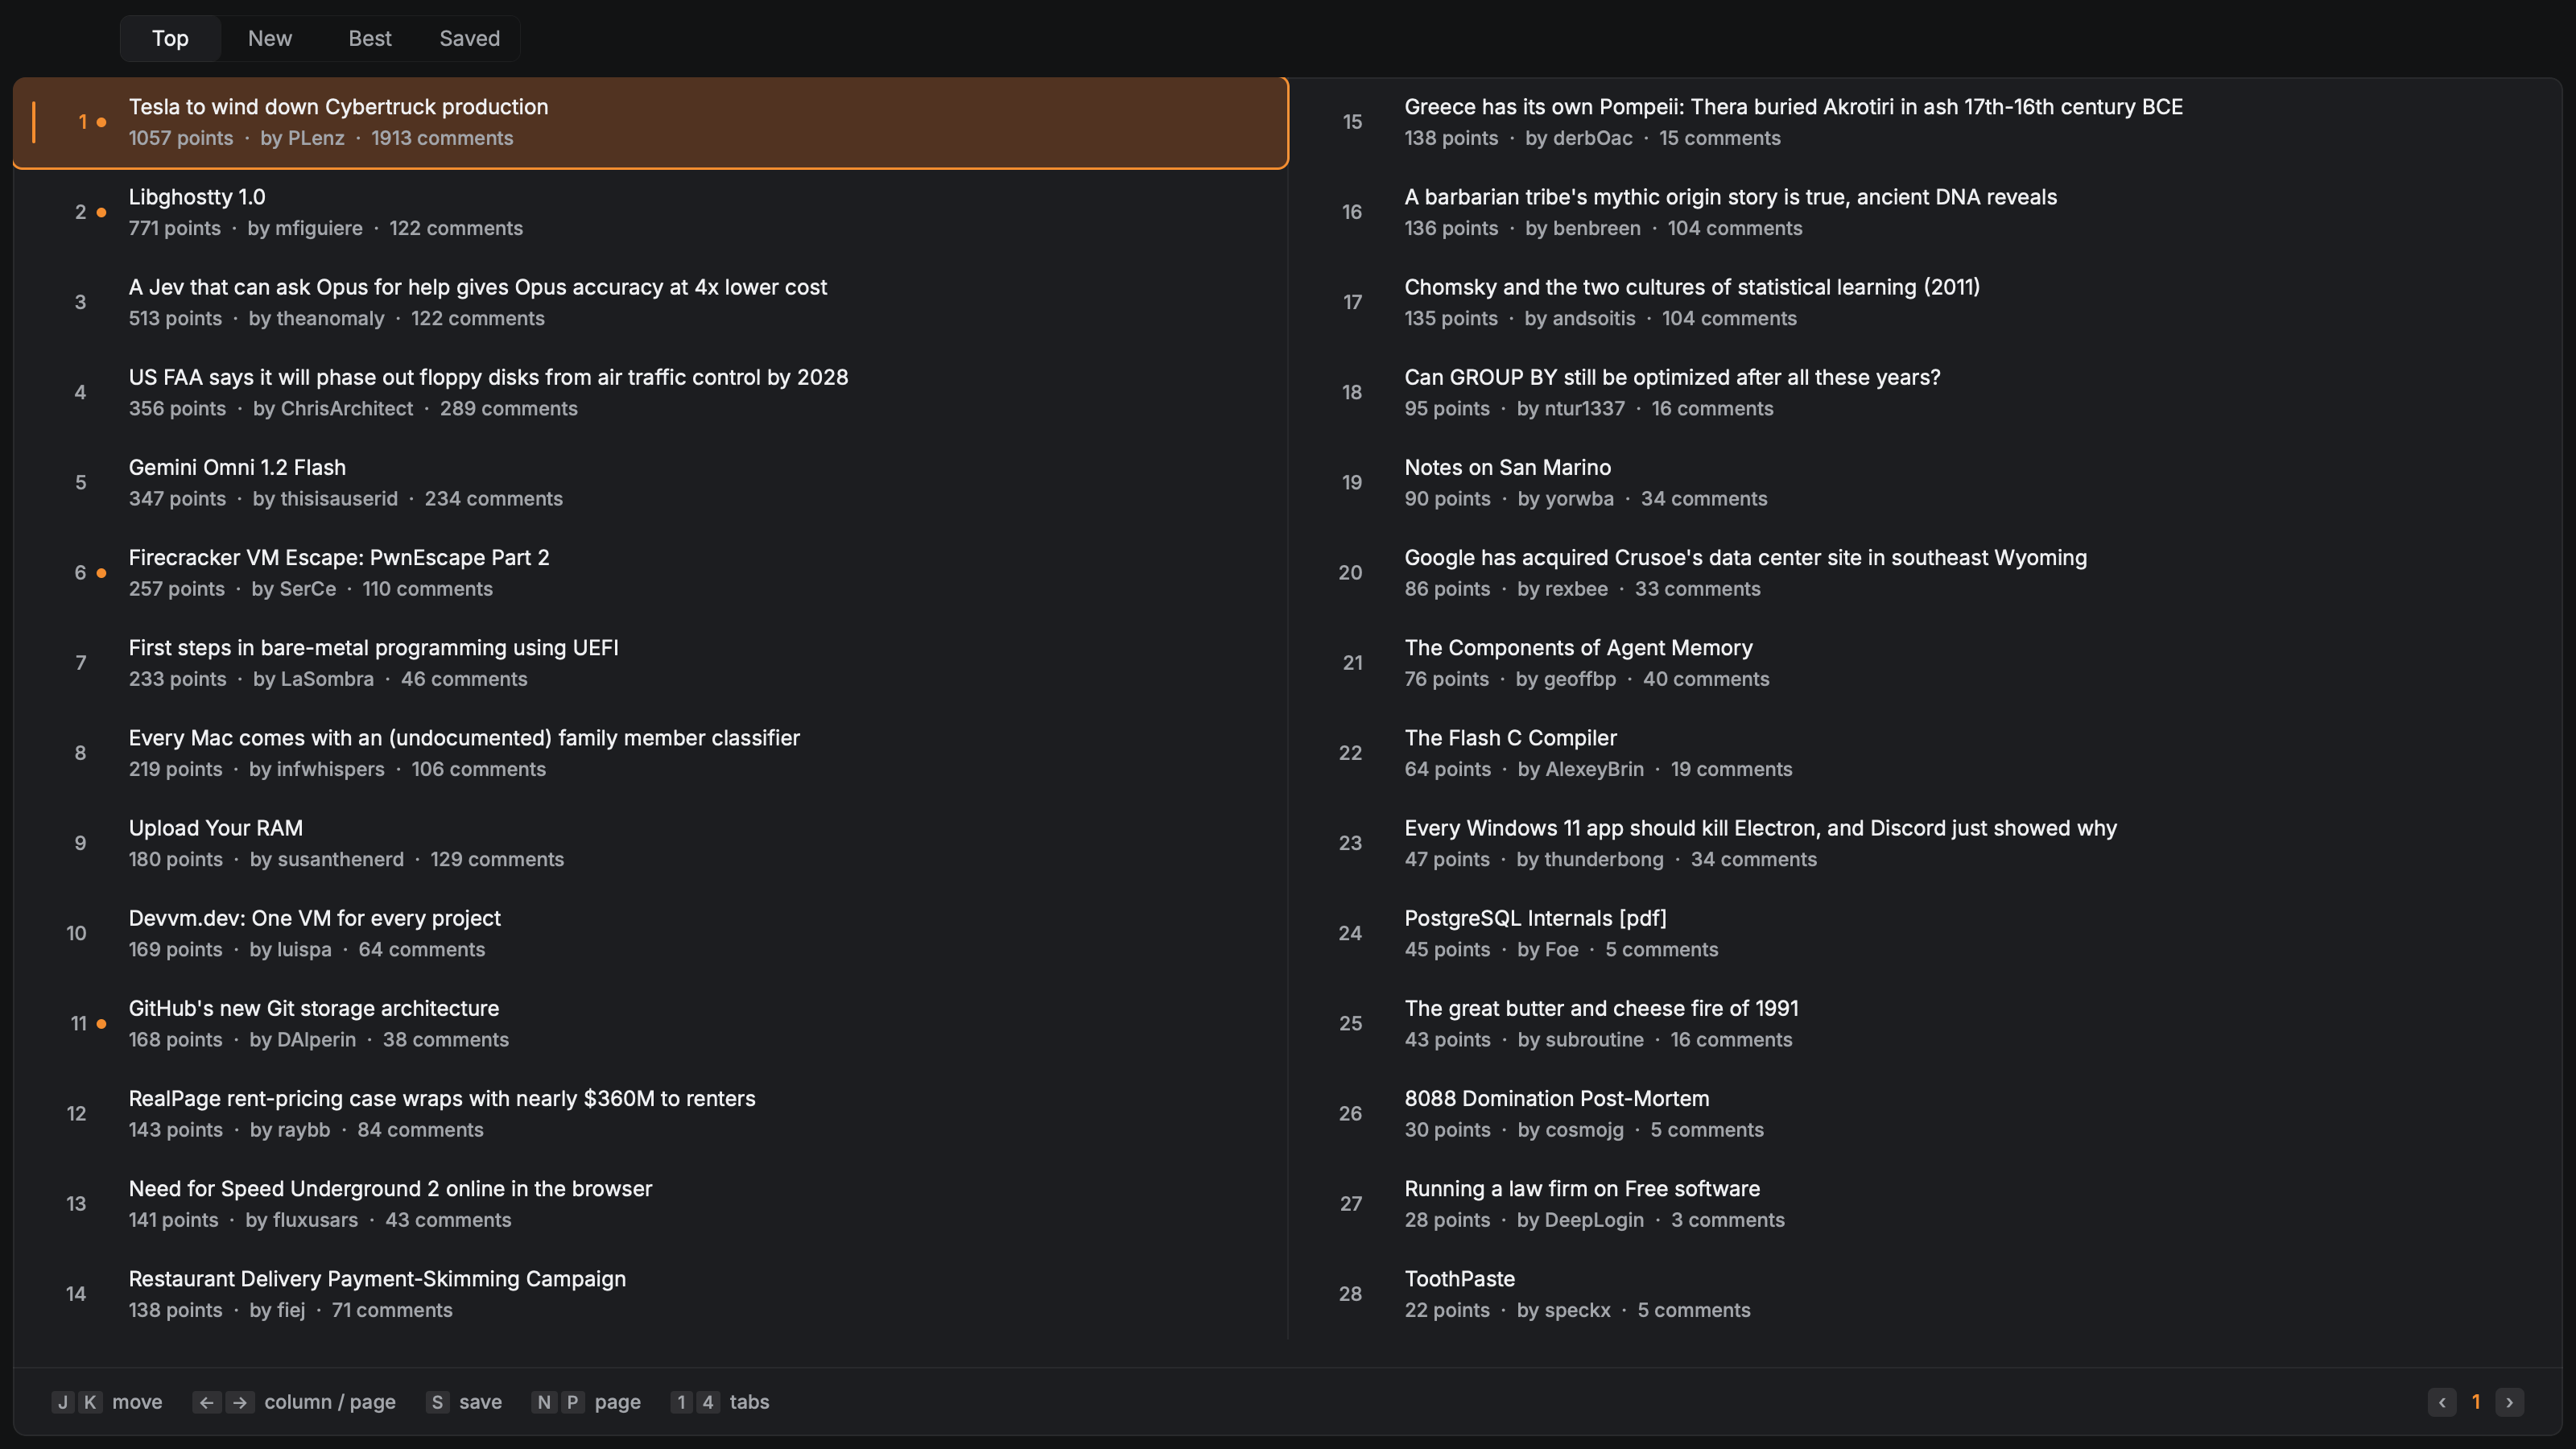 Top New Best Saved
1 Tesla to wind down Cybertruck production
1057 points · by PLenz · 1913 comments
2 Libghostty 1.0
771 points · by mfiguiere · 122 comments
3 A Jev that can ask Opus for help gives Opus accuracy at 4x lower cost
513 points · by theanomaly · 122 comments
4 US FAA says it will phase out floppy disks from air traffic control by 2028
356 points · by ChrisArchitect · 289 comments
5 Gemini Omni 1.2 Flash
347 points · by thisisauserid · 234 comments
6 Firecracker VM Escape: PwnEscape Part 2
257 points · by SerCe · 110 comments
7 First steps in bare-metal programming using UEFI
233 points · by LaSombra · 46 comments
8 Every Mac comes with an (undocumented) family member classifier
219 points · by infwhispers · 106 comments
9 Upload Your RAM
180 points · by susanthenerd · 129 comments
10 Devvm.dev: One VM for every project
169 points · by luispa · 64 comments
11 GitHub's new Git storage architecture
168 points · by DAlperin · 38 comments
12 RealPage rent-pricing case wraps with nearly $360M to renters
143 points · by raybb · 84 comments
13 Need for Speed Underground 2 online in the browser
141 points · by fluxusars · 43 comments
14 Restaurant Delivery Payment-Skimming Campaign
138 points · by fiej · 71 comments
15 Greece has its own Pompeii: Thera buried Akrotiri in ash 17th-16th century BCE
138 points · by derbOac · 15 comments
16 A barbarian tribe's mythic origin story is true, ancient DNA reveals
136 points · by benbreen · 104 comments
17 Chomsky and the two cultures of statistical learning (2011)
135 points · by andsoitis · 104 comments
18 Can GROUP BY still be optimized after all these years?
95 points · by ntur1337 · 16 comments
19 Notes on San Marino
90 points · by yorwba · 34 comments
20 Google has acquired Crusoe's data center site in southeast Wyoming
86 points · by rexbee · 33 comments
21 The Components of Agent Memory
76 points · by geoffbp · 40 comments
22 The Flash C Compiler
64 points · by AlexeyBrin · 19 comments
23 Every Windows 11 app should kill Electron, and Discord just showed why
47 points · by thunderbong · 34 comments
24 PostgreSQL Internals [pdf]
45 points · by Foe · 5 comments
25 The great butter and cheese fire of 1991
43 points · by subroutine · 16 comments
26 8088 Domination Post-Mortem
30 points · by cosmojg · 5 comments
27 Running a law firm on Free software
28 points · by DeepLogin · 3 comments
28 ToothPaste
22 points · by speckx · 5 comments
J K move ← → column / page S save N P page 1 4 tabs ‹ 1 ›